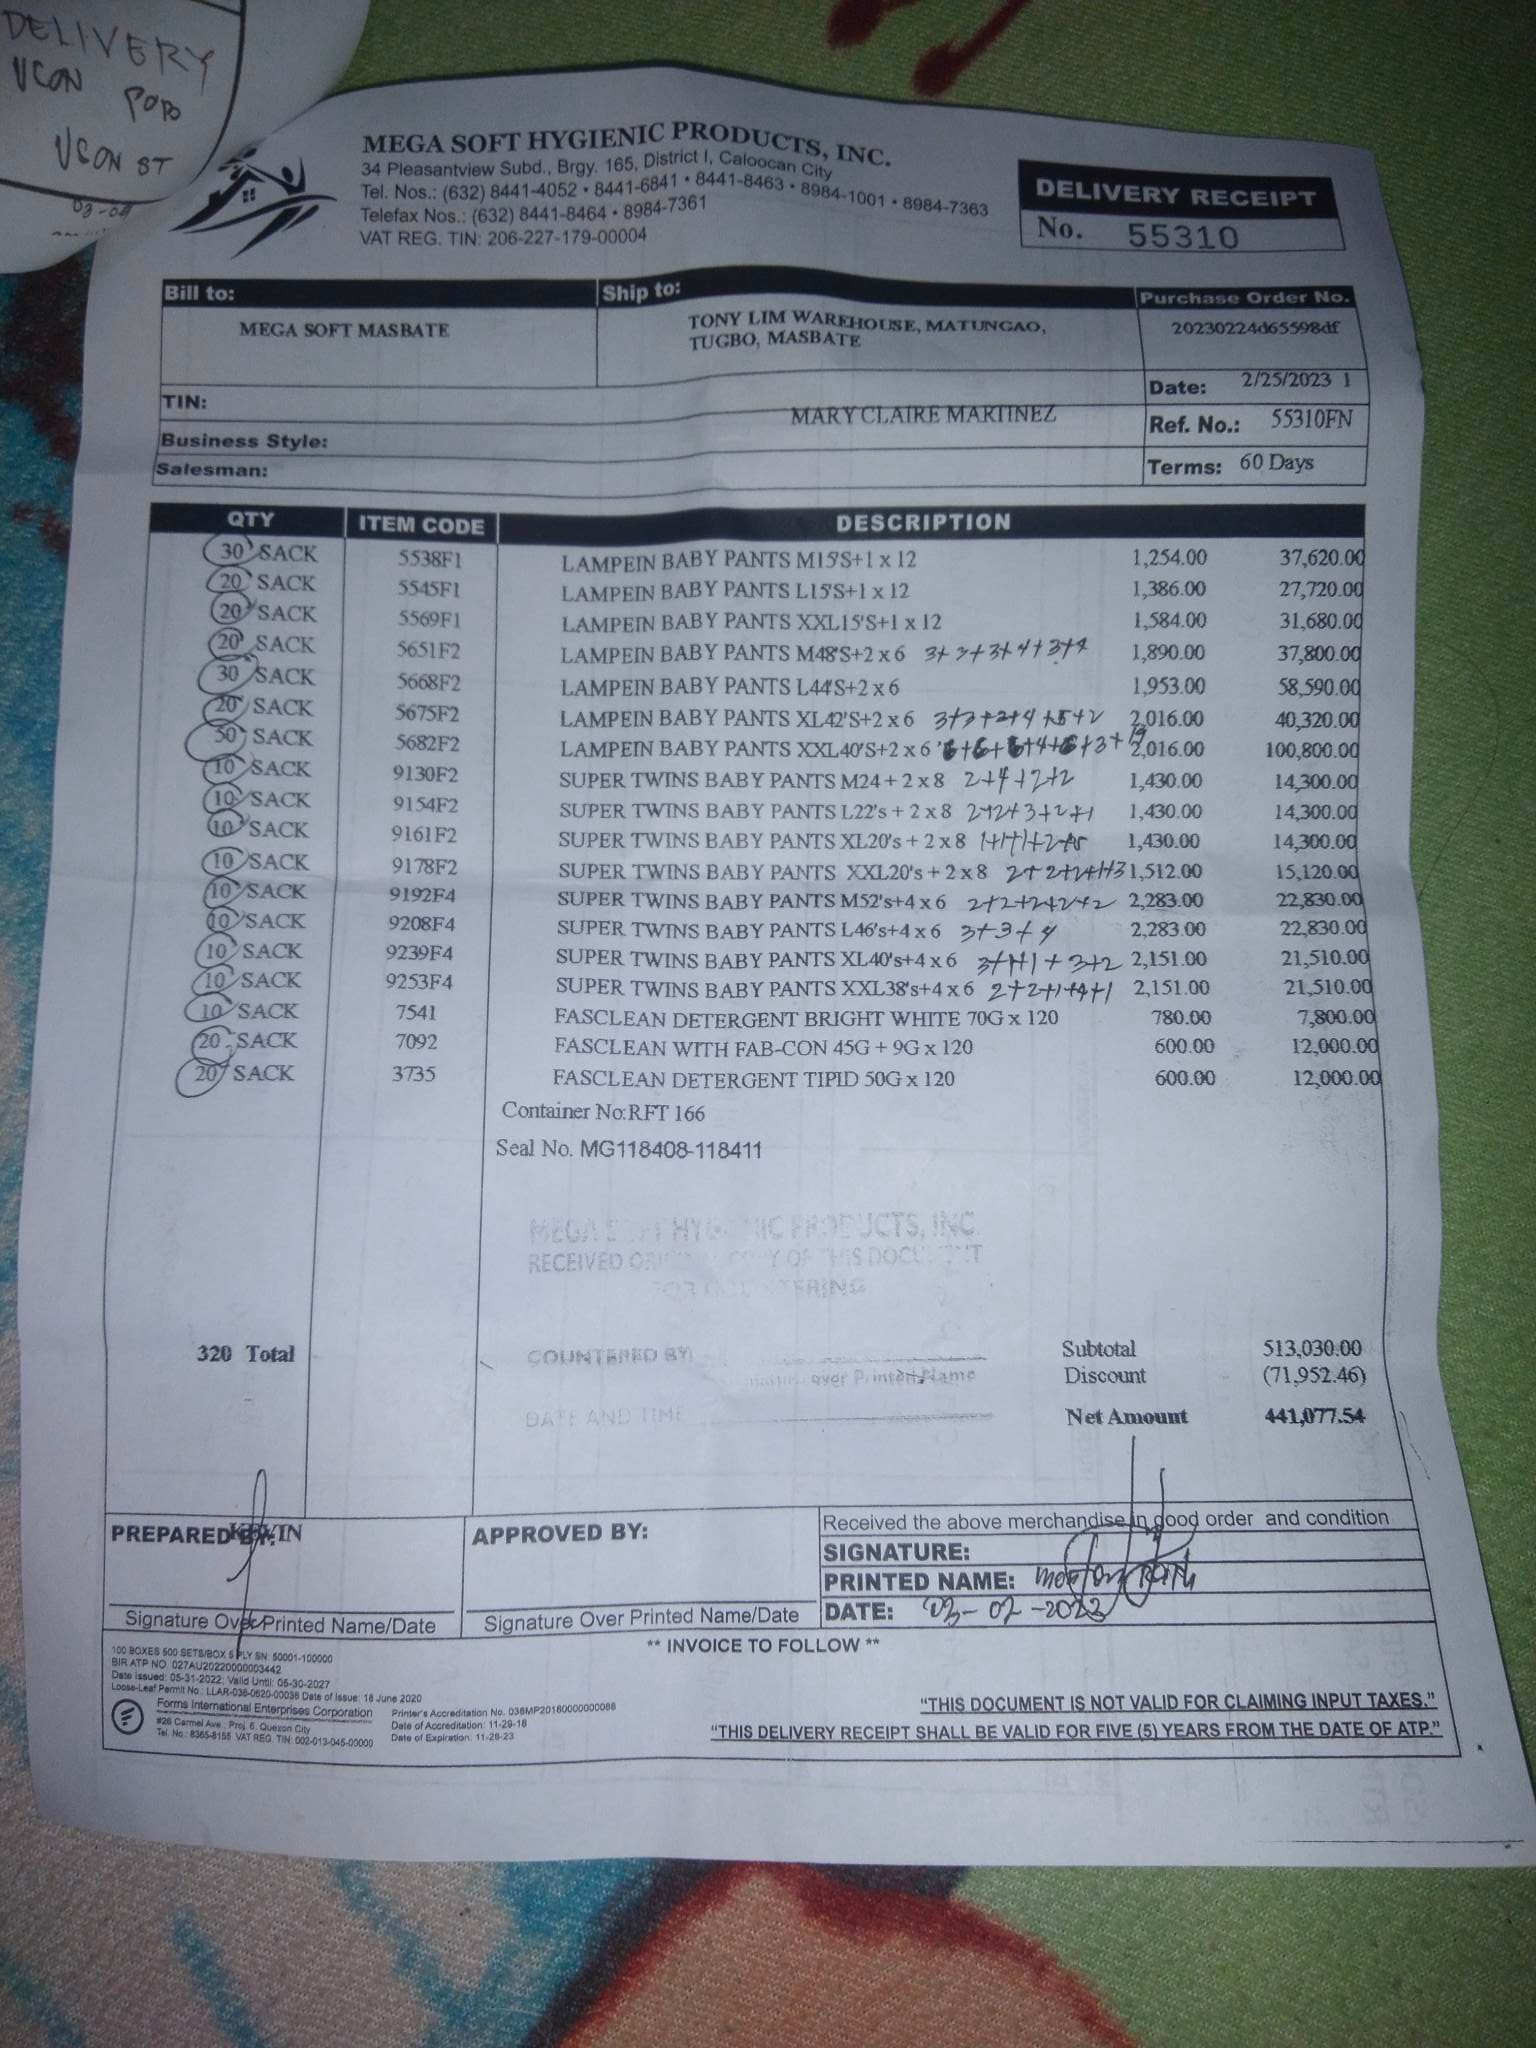 DELIVERY
VCON POPO
VCON BT
MEGA SOFT HYGIENIC PRODUCTS, INC.
34 Pleasantview Subd., Brgy. 165, District I, Caloocan City
Tel. Nos.: (632) 8441-4052 • 8441-6841 • 8441-8463 • 8984-1001 • 8984-7363
Telefax Nos.: (632) 8441-8464 • 8984-7361
VAT REG. TIN: 206-227-179-00004
DELIVERY RECEIPT
No. 55310
Bill to: Ship to: Purchase Order No.
MEGA SOFT MASBATE TONY LIM WAREHOUSE, MATUNGAO, 20230224d65598df
TUGBO, MASBATE
TIN: Date: 2/25/2023 1
MARY CLAIRE MARTINEZ Ref. No.: 55310FN
Business Style:
Salesman: Terms: 60 Days
QTY ITEM CODE DESCRIPTION
30 SACK 5538F1 LAMPEIN BABY PANTS M15'S+1 x 12 1,254.00 37,620.00
20 SACK 5545F1 LAMPEIN BABY PANTS L15'S+1 x 12 1,386.00 27,720.00
20 SACK 5569F1 LAMPEIN BABY PANTS XXL15'S+1 x 12 1,584.00 31,680.00
20 SACK 5651F2 LAMPEIN BABY PANTS M48'S+2 x 6 3+3+3+4+3+4 1,890.00 37,800.00
30 SACK 5668F2 LAMPEIN BABY PANTS L44'S+2 x 6 1,953.00 58,590.00
20 SACK 5675F2 LAMPEIN BABY PANTS XL42'S+2 x 6 3+3+2+4+5+2 2,016.00 40,320.00
50 SACK 5682F2 LAMPEIN BABY PANTS XXL40'S+2 x 6 2,016.00 100,800.00
10 SACK 9130F2 SUPER TWINS BABY PANTS M24 + 2 x 8 2+4+2+2 1,430.00 14,300.00
10 SACK 9154F2 SUPER TWINS BABY PANTS L22's + 2 x 8 2+2+3+2+1 1,430.00 14,300.00
10 SACK 9161F2 SUPER TWINS BABY PANTS XL20's + 2 x 8 1+1+1+2+5 1,430.00 14,300.00
10 SACK 9178F2 SUPER TWINS BABY PANTS XXL20's + 2 x 8 2+2+2+1+3 1,512.00 15,120.00
10 SACK 9192F4 SUPER TWINS BABY PANTS M52's+4 x 6 2+2+2+2+2 2,283.00 22,830.00
10 SACK 9208F4 SUPER TWINS BABY PANTS L46's+4 x 6 3+3+4 2,283.00 22,830.00
10 SACK 9239F4 SUPER TWINS BABY PANTS XL40's+4 x 6 3+1+1+3+2 2,151.00 21,510.00
10 SACK 9253F4 SUPER TWINS BABY PANTS XXL38's+4 x 6 2+2+1+4+1 2,151.00 21,510.00
10 SACK 7541 FASCLEAN DETERGENT BRIGHT WHITE 70G x 120 780.00 7,800.00
20 SACK 7092 FASCLEAN WITH FAB-CON 45G + 9G x 120 600.00 12,000.00
20 SACK 3735 FASCLEAN DETERGENT TIPID 50G x 120 600.00 12,000.00
Container No:RFT 166
Seal No. MG118408-118411
MEGA SOFT HYGIENIC PRODUCTS, INC
RECEIVED ORIGINAL COPY OF THIS DOCUMENT
FOR COUNTERING
320 Total Subtotal 513,030.00
COUNTERED BY: Discount (71,952.46)
over Printed Name
DATE AND TIME Net Amount 441,077.54
PREPARED BY: KEVIN
APPROVED BY:
Received the above merchandise in good order and condition
SIGNATURE:
PRINTED NAME:
DATE: 03-02-2023
Signature Over Printed Name/Date Signature Over Printed Name/Date
** INVOICE TO FOLLOW **
100 BOXES 500 SETS/BOX 5 PLY SN: 50001-100000
BIR ATP NO. 027AU20220000003442
Date Issued: 05-31-2022; Valid Until: 05-30-2027
Loose-Leaf Permit No.: LLAR-038-0620-00038 Date of Issue: 18 June 2020
Forms International Enterprises Corporation
#26 Carmel Ave., Proj. 6, Quezon City
Tel. No.: 8365-8155 VAT REG. TIN: 002-013-045-00000
Printer's Accreditation No. 038MP20180000000088
Date of Accreditation: 11-29-18
Date of Expiration: 11-28-23
"THIS DOCUMENT IS NOT VALID FOR CLAIMING INPUT TAXES."
"THIS DELIVERY RECEIPT SHALL BE VALID FOR FIVE (5) YEARS FROM THE DATE OF ATP."